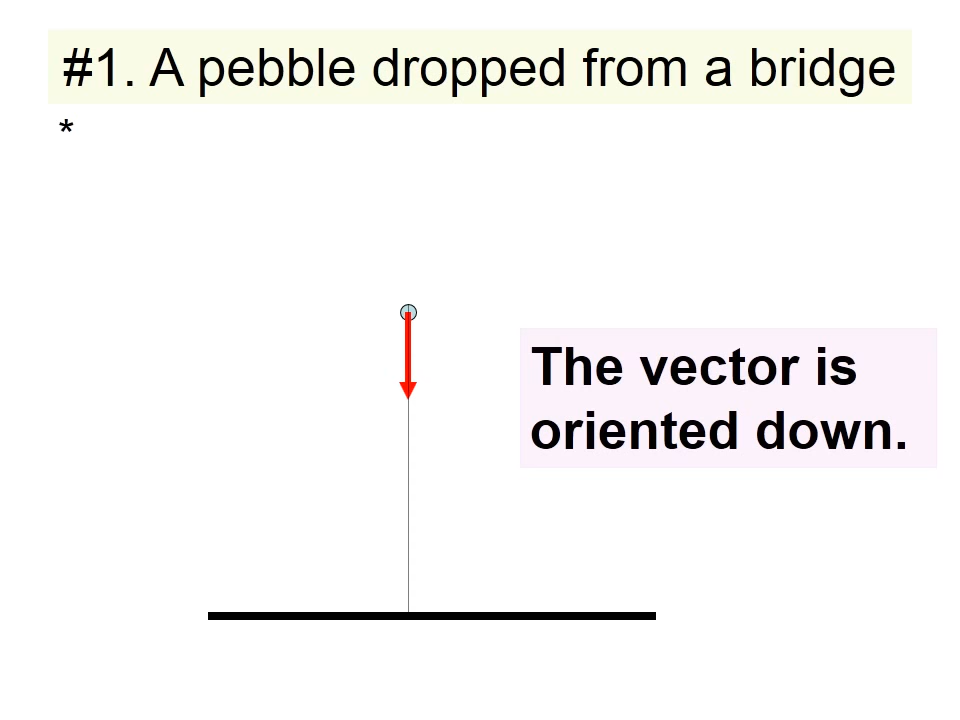 #1. A pebble dropped from a bridge
*
The vector is
oriented down.